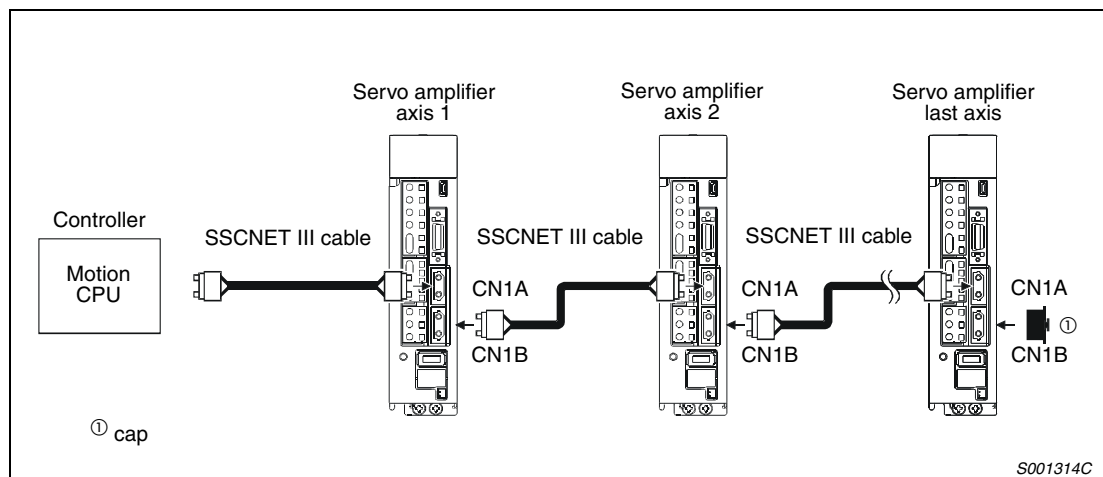 Servo amplifier
axis 1
Servo amplifier
axis 2
Servo amplifier
last axis
Controller
Motion
CPU
SSCNET III cable
SSCNET III cable
SSCNET III cable
CN1A
CN1B
CN1A
CN1B
CN1A
①
CN1B
① cap
S001314C